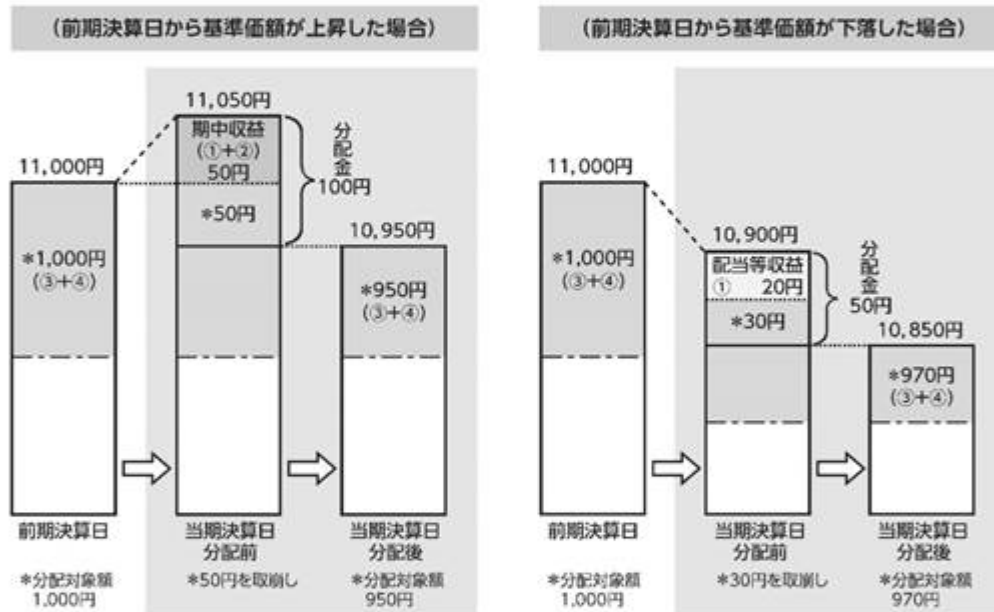 (前期決算日から基準価額が上昇した場合)
11,000円
*1,000円
(③+④)
前期決算日
*分配対象額
1,000円
11,050円
期中収益
(①+②)
50円
*50円
分配金
100円
当期決算日
分配前
*50円を取崩し
10,950円
*950円
(③+④)
当期決算日
分配後
*分配対象額
950円
(前期決算日から基準価額が下落した場合)
11,000円
*1,000円
(③+④)
前期決算日
*分配対象額
1,000円
10,900円
配当等収益
① 20円
*30円
分配金
50円
当期決算日
分配前
*30円を取崩し
10,850円
*970円
(③+④)
当期決算日
分配後
*分配対象額
970円